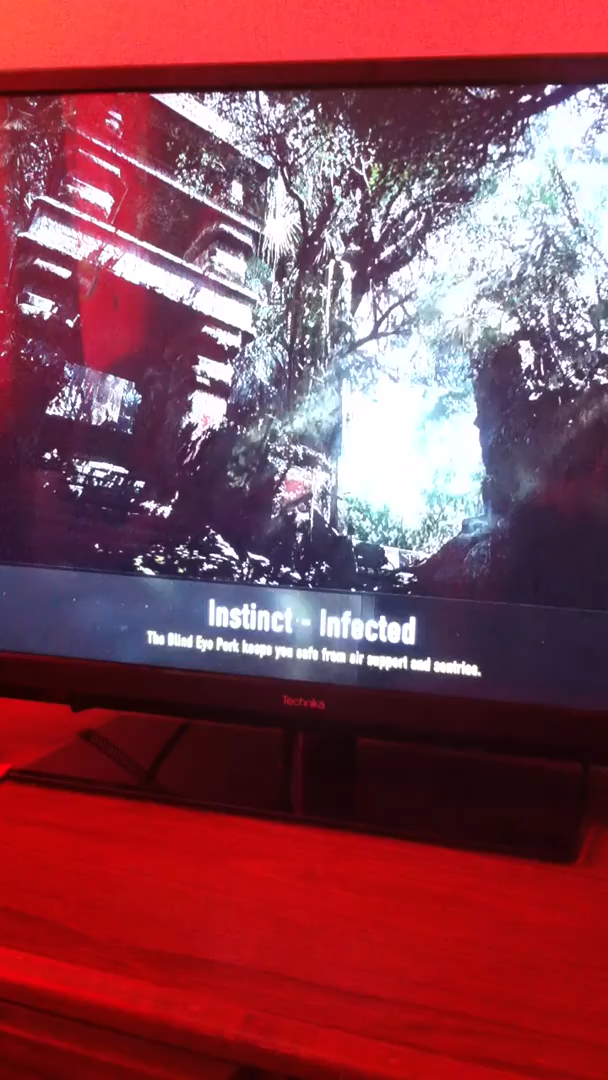 Instinct - Infected
The Blind Eye Perk keeps you safe from air support and sentries.
Technika